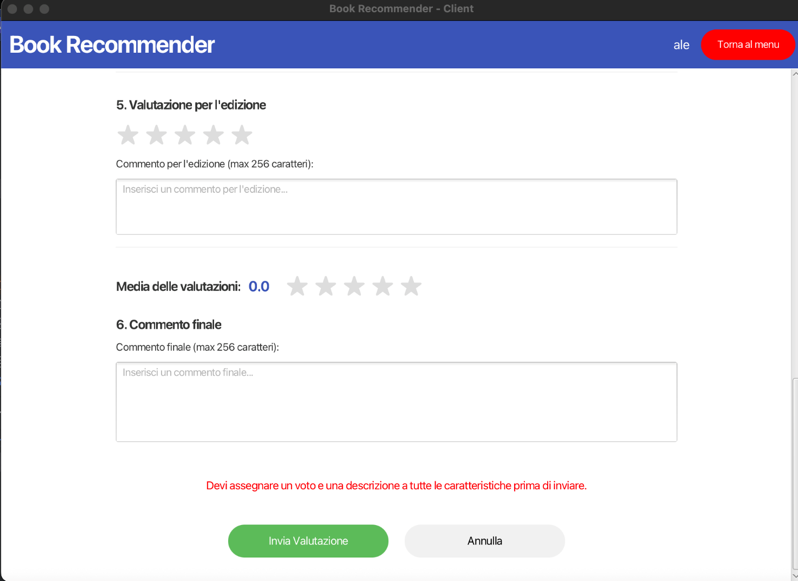 Book Recommender - Client
Book Recommender
ale
Torna al menu
5. Valutazione per l'edizione
Commento per l'edizione (max 256 caratteri):
Inserisci un commento per l'edizione...
Media delle valutazioni: 0.0
6. Commento finale
Commento finale (max 256 caratteri):
Inserisci un commento finale...
Devi assegnare un voto e una descrizione a tutte le caratteristiche prima di inviare.
Invia Valutazione
Annulla